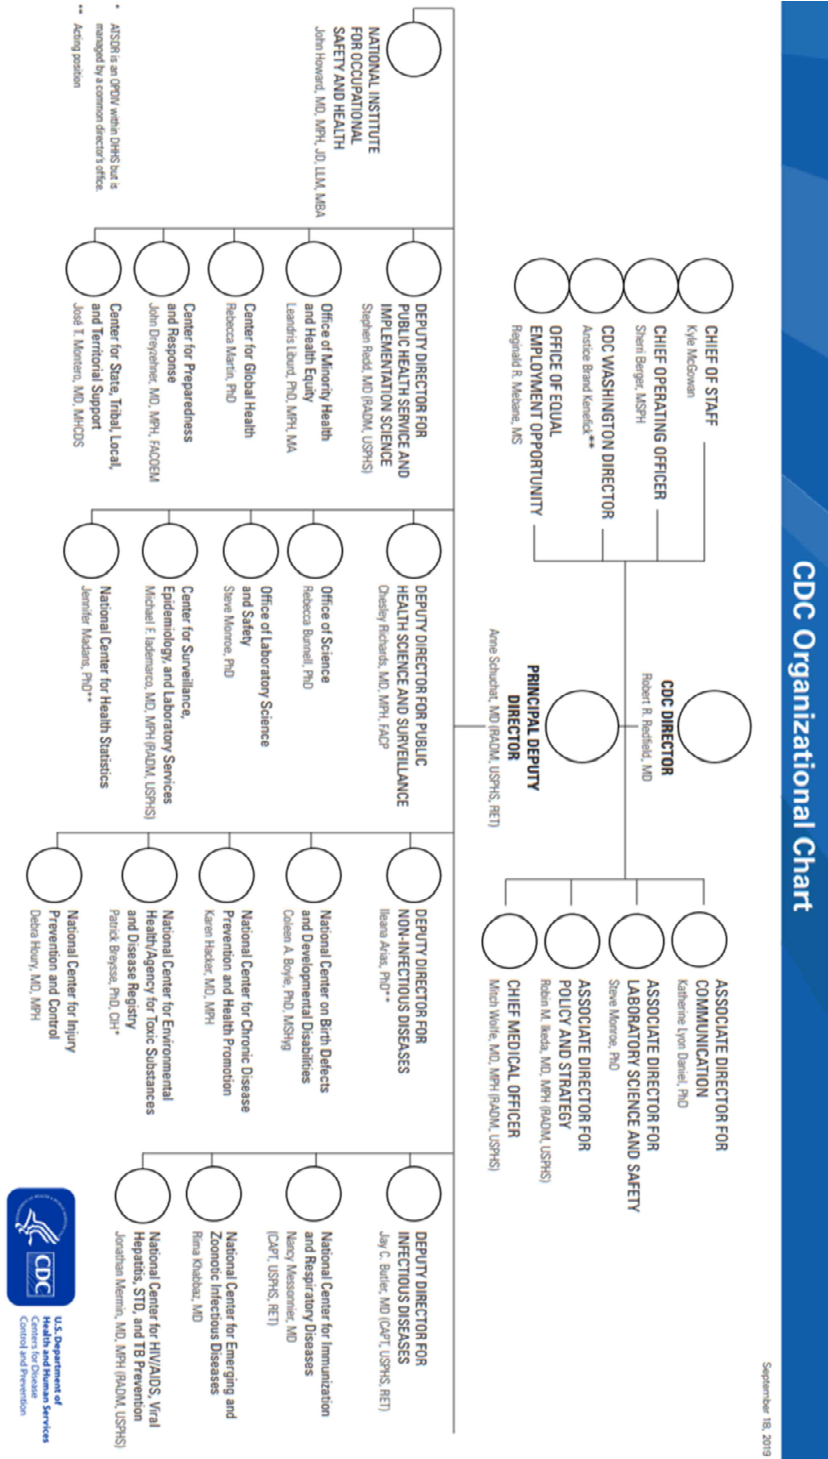 CDC Organizational Chart
September 18, 2019
CHIEF OF STAFF
Kyle McGowan
CHIEF OPERATING OFFICER
Sherri Berger, MSPH
CDC WASHINGTON DIRECTOR
Anstice Brand Kenefick**
OFFICE OF EQUAL
EMPLOYMENT OPPORTUNITY
Reginald R. Mebane, MS
CDC DIRECTOR
Robert R. Redfield, MD
PRINCIPAL DEPUTY
DIRECTOR
Anne Schuchat, MD (RADM, USPHS, RET)
ASSOCIATE DIRECTOR FOR
COMMUNICATION
Katherine Lyon Daniel, PhD
ASSOCIATE DIRECTOR FOR
LABORATORY SCIENCE AND SAFETY
Steve Monroe, PhD
ASSOCIATE DIRECTOR FOR
POLICY AND STRATEGY
Robin M. Ikeda, MD, MPH (RADM, USPHS)
CHIEF MEDICAL OFFICER
Mitch Wolfe, MD, MPH (RADM, USPHS)
NATIONAL INSTITUTE
FOR OCCUPATIONAL
SAFETY AND HEALTH
John Howard, MD, MPH, JD, LLM, MBA
DEPUTY DIRECTOR FOR
PUBLIC HEALTH SERVICE AND
IMPLEMENTATION SCIENCE
Stephen Redd, MD (RADM, USPHS)
Office of Minority Health
and Health Equity
Leandris Liburd, PhD, MPH, MA
Center for Global Health
Rebecca Martin, PhD
Center for Preparedness
and Response
John Dreyzehner, MD, MPH, FACOEM
Center for State, Tribal, Local,
and Territorial Support
José T. Montero, MD, MHCDS
DEPUTY DIRECTOR FOR PUBLIC
HEALTH SCIENCE AND SURVEILLANCE
Chesley Richards, MD, MPH, FACP
Office of Science
Rebecca Bunnell, PhD
Office of Laboratory Science
and Safety
Steve Monroe, PhD
Center for Surveillance,
Epidemiology, and Laboratory Services
Michael F. Iademarco, MD, MPH (RADM, USPHS)
National Center for Health Statistics
Jennifer Madans, PhD**
DEPUTY DIRECTOR FOR
NON-INFECTIOUS DISEASES
Ileana Arias, PhD**
National Center on Birth Defects
and Developmental Disabilities
Coleen A. Boyle, PhD, MSHyg
National Center for Chronic Disease
Prevention and Health Promotion
Karen Hacker, MD, MPH
National Center for Environmental
Health/Agency for Toxic Substances
and Disease Registry
Patrick Breysse, PhD, CIH*
National Center for Injury
Prevention and Control
Debra Houry, MD, MPH
DEPUTY DIRECTOR FOR
INFECTIOUS DISEASES
Jay C. Butler, MD (CAPT, USPHS, RET)
National Center for Immunization
and Respiratory Diseases
Nancy Messonnier, MD
(CAPT, USPHS, RET)
National Center for Emerging and
Zoonotic Infectious Diseases
Rima Khabbaz, MD
National Center for HIV/AIDS, Viral
Hepatitis, STD, and TB Prevention
Jonathan Mermin, MD, MPH (RADM, USPHS)
* ATSDR is an OPDIV within DHHS but is
managed by a common director's office.
** Acting position
CDC
U.S. Department of
Health and Human Services
Centers for Disease
Control and Prevention